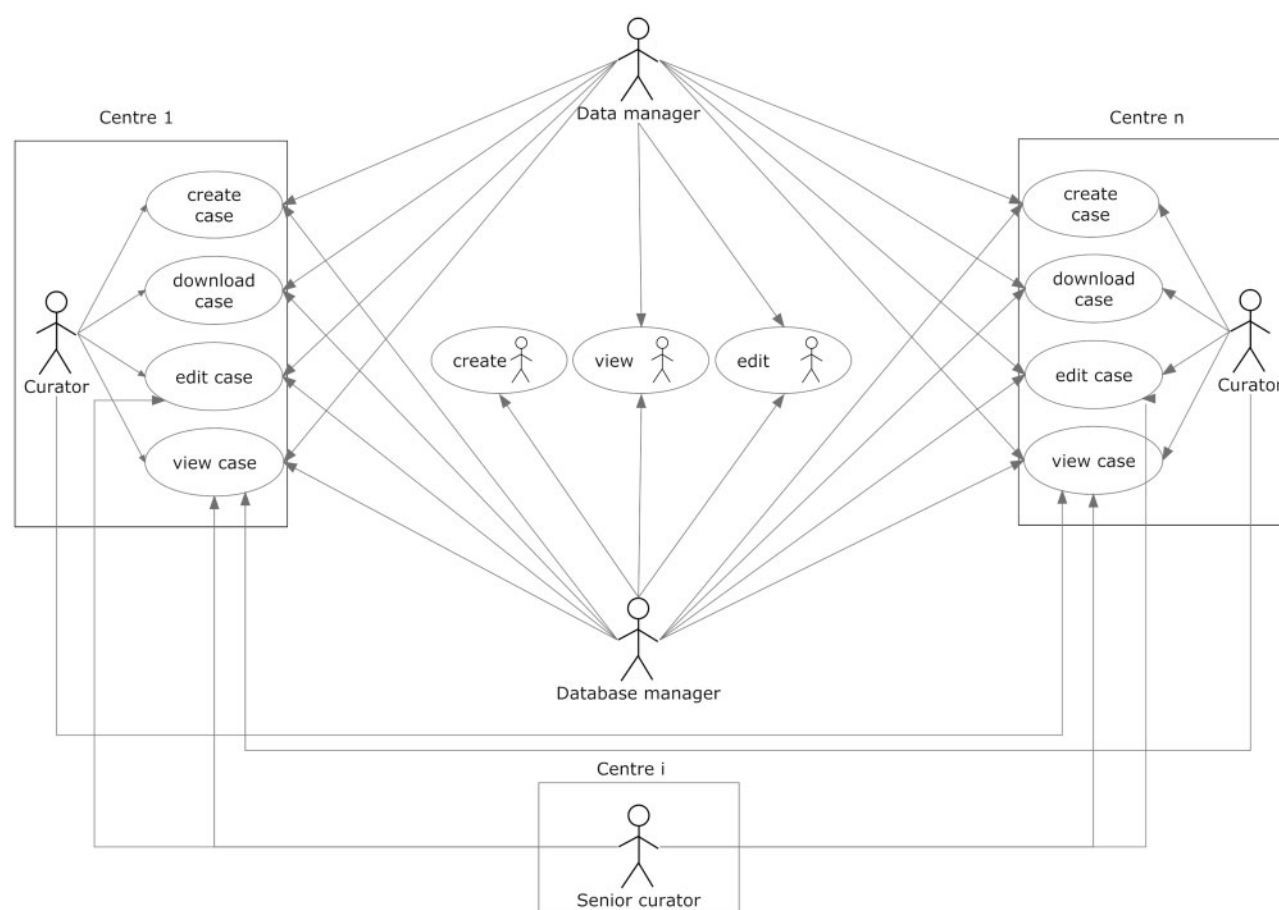 Data manager
Centre 1
Centre n
create
case
download
case
edit case
view case
Curator
create
case
download
case
edit case
view case
Curator
create
view
edit
Database manager
Centre i
Senior curator